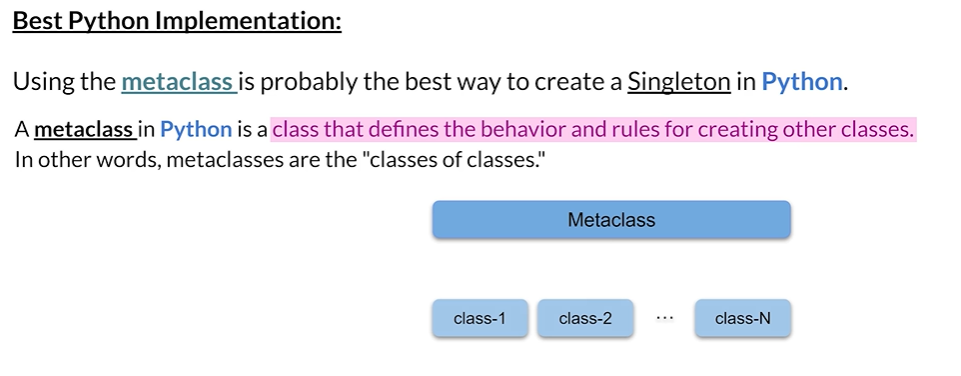 Best Python Implementation:
Using the metaclass is probably the best way to create a Singleton in Python.
A metaclass in Python is a class that defines the behavior and rules for creating other classes.
In other words, metaclasses are the "classes of classes."
Metaclass
class-1 class-2 ... class-N